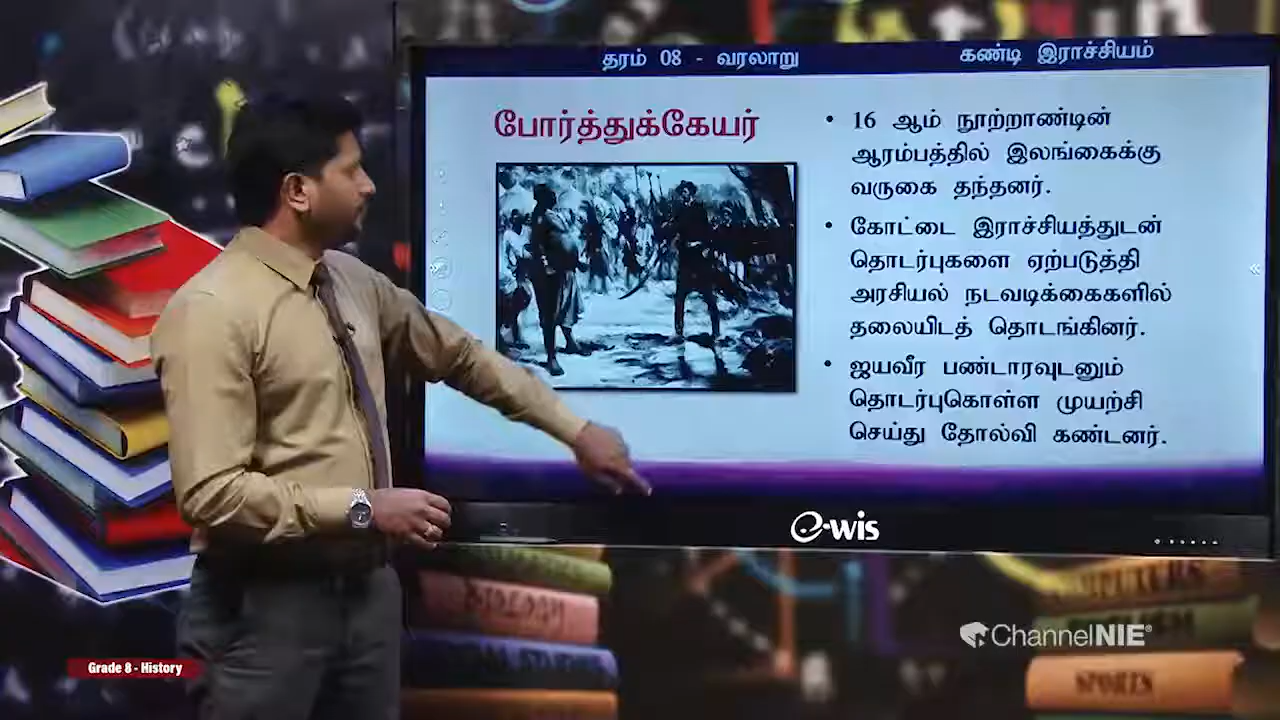 தரம் 08 - வரலாறு
கண்டி இராச்சியம்
போர்த்துக்கேயர்
• 16 ஆம் நூற்றாண்டின்
ஆரம்பத்தில் இலங்கைக்கு
வருகை தந்தனர்.
• கோட்டை இராச்சியத்துடன்
தொடர்புகளை ஏற்படுத்தி
அரசியல் நடவடிக்கைகளில்
தலையிடத் தொடங்கினர்.
• ஜயவீர பண்டாரவுடனும்
தொடர்புகொள்ள முயற்சி
செய்து தோல்வி கண்டனர்.
e-wis
ChannelNIE
Grade 8 - History
SPORTS